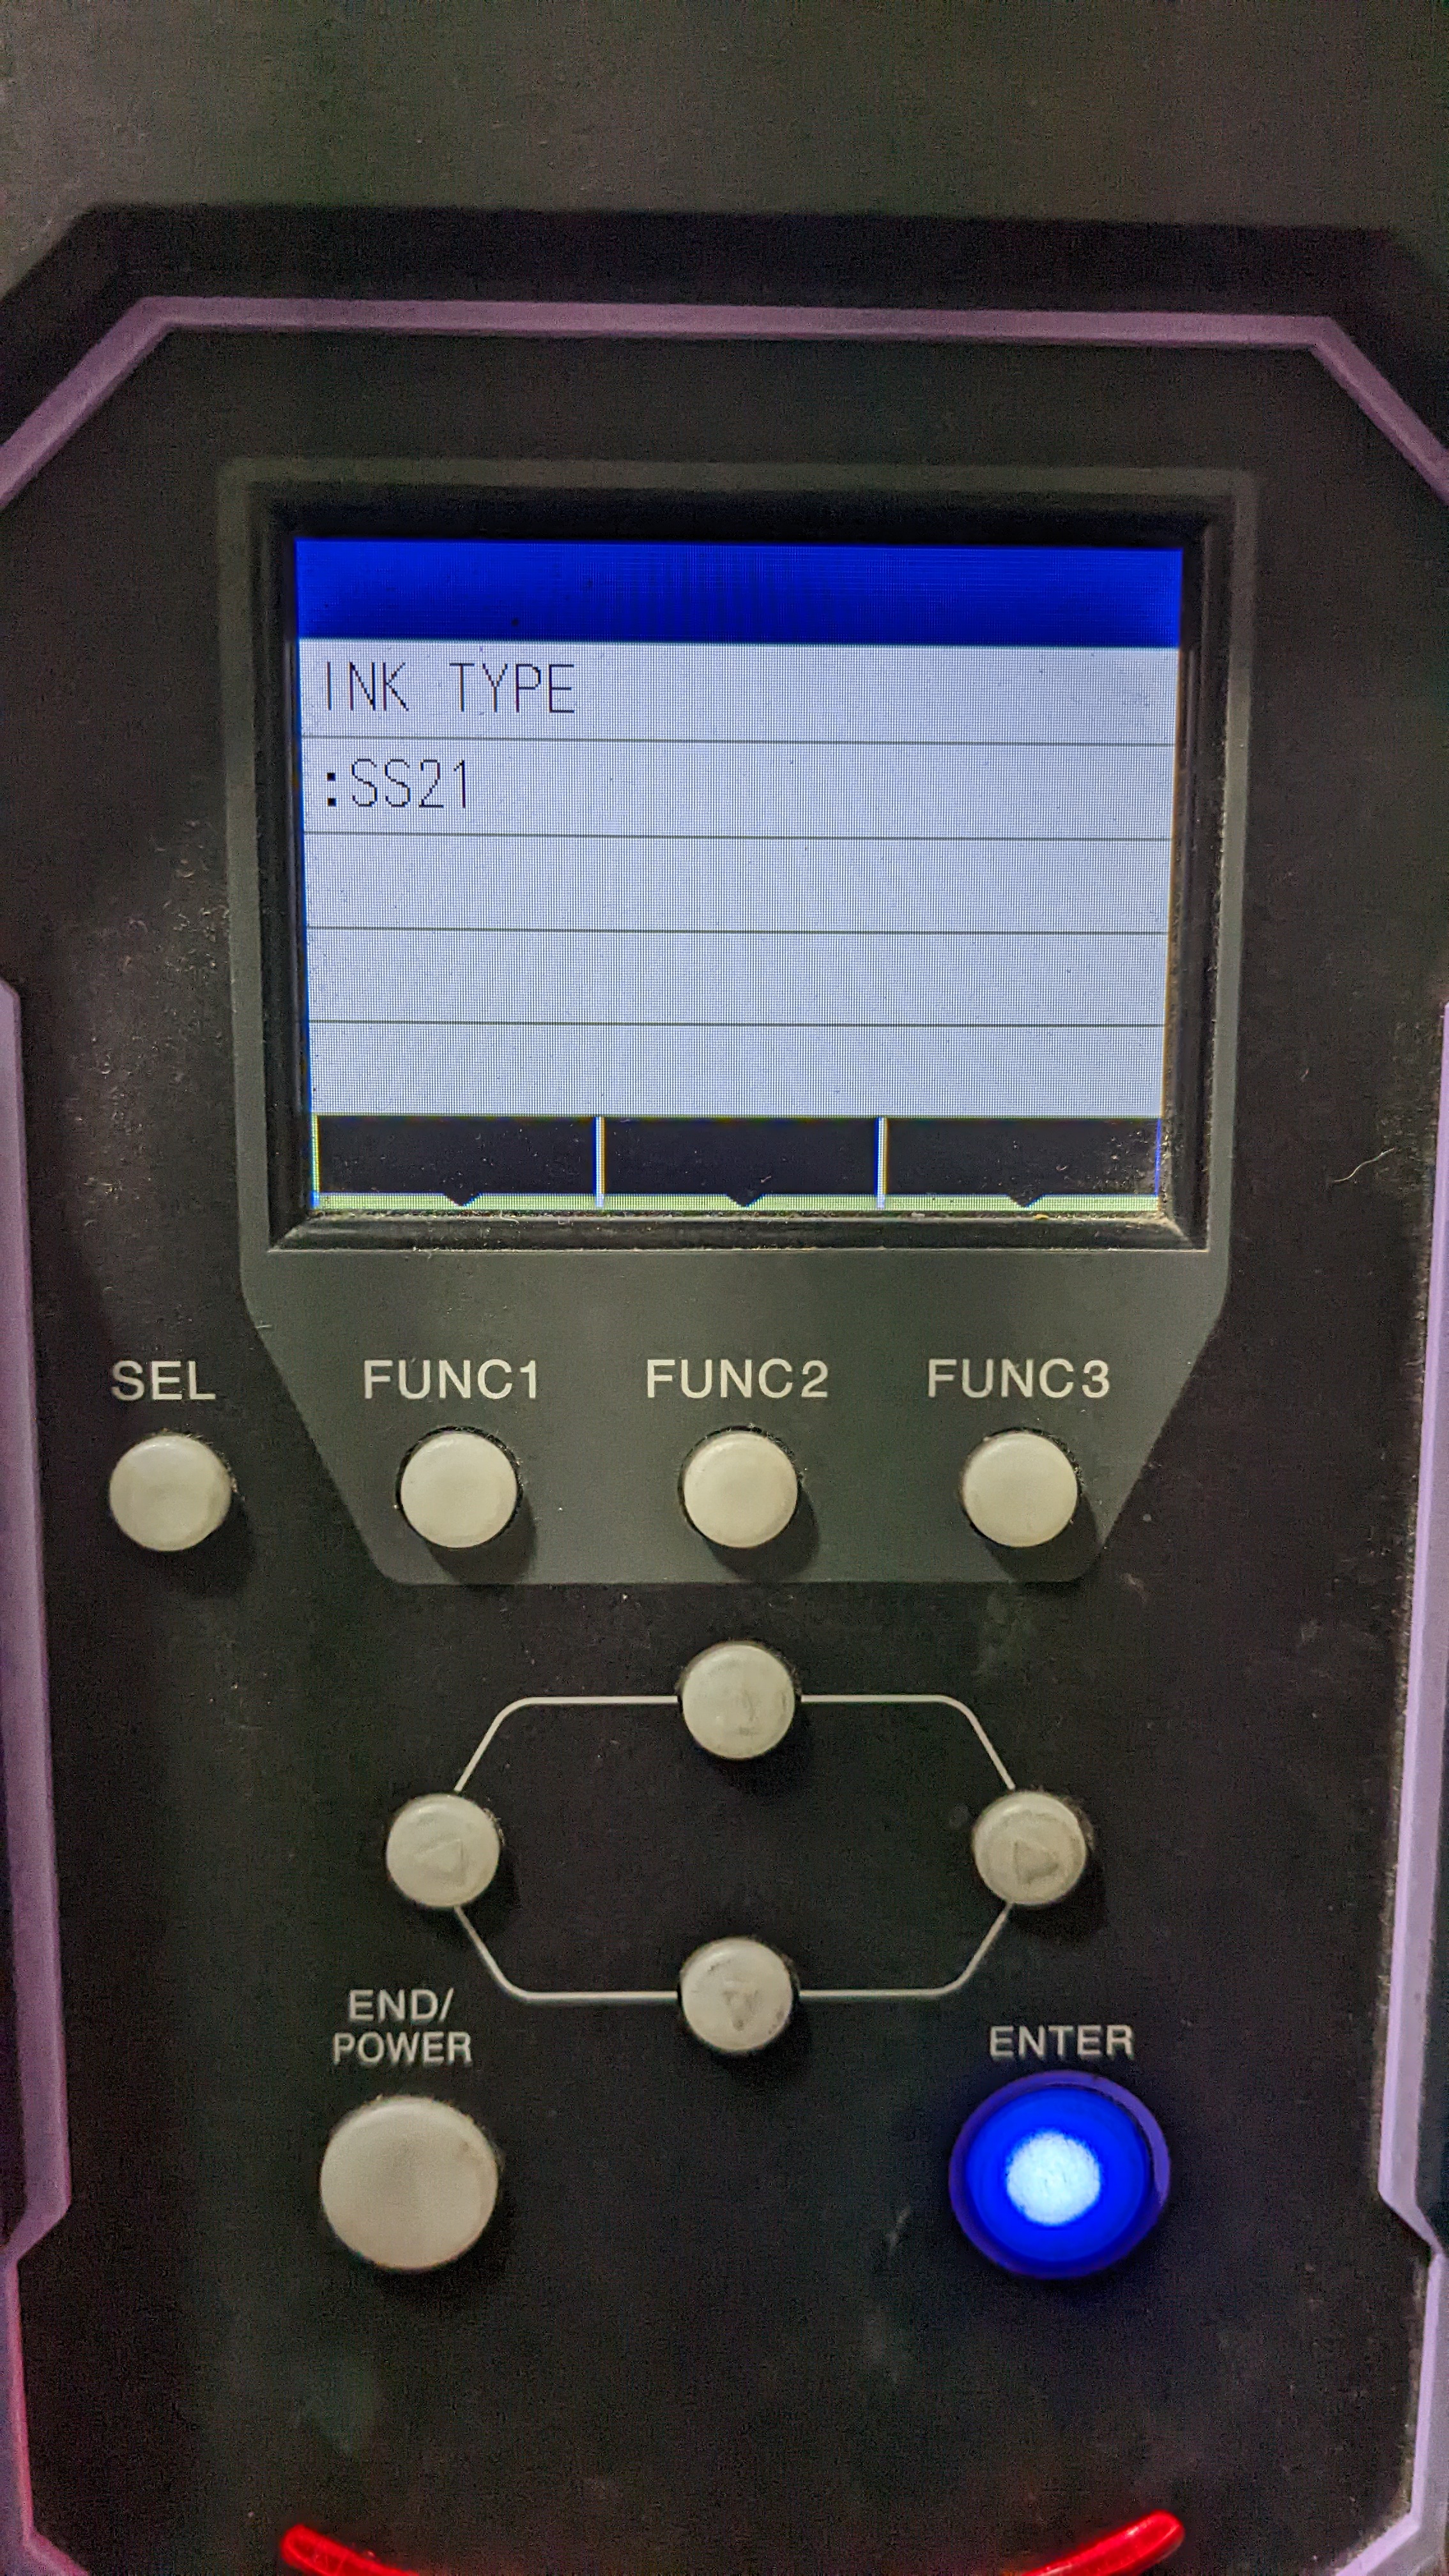 INK TYPE
:SS21
SEL
FUNC1
FUNC2
FUNC3
END/
POWER
ENTER